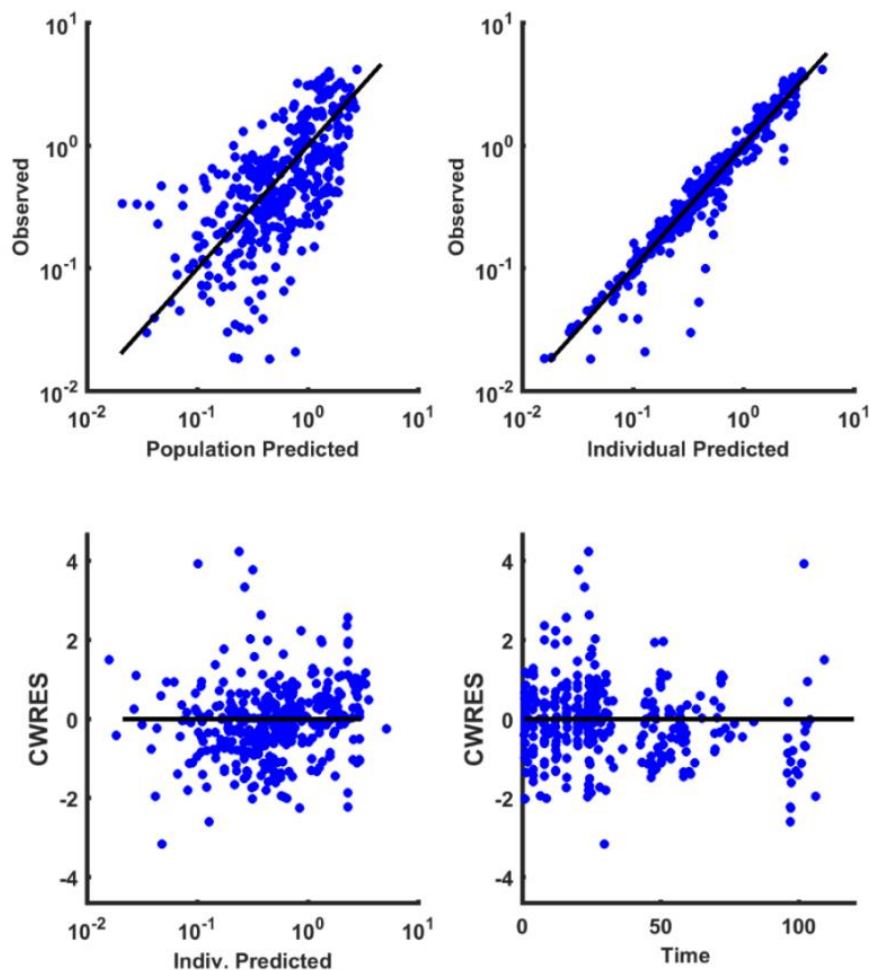 10^1
10^0
10^-1
10^-2
Observed
10^-2 10^-1 10^0 10^1
Population Predicted
10^1
10^0
10^-1
10^-2
Observed
10^-2 10^-1 10^0 10^1
Individual Predicted
4
2
0
-2
-4
CWRES
10^-2 10^-1 10^0 10^1
Indiv. Predicted
4
2
0
-2
-4
CWRES
0 50 100
Time